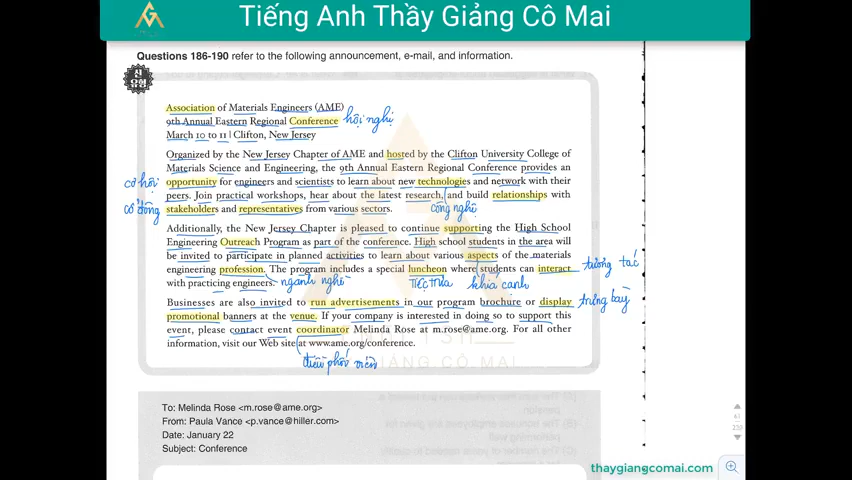 Tiếng Anh Thầy Giảng Cô Mai
Questions 186-190 refer to the following announcement, e-mail, and information.
Association of Materials Engineers (AME)
9th Annual Eastern Regional Conference hội nghị
March 10 to 11 | Clifton, New Jersey
Organized by the New Jersey Chapter of AME and hosted by the Clifton University College of
Materials Science and Engineering, the 9th Annual Eastern Regional Conference provides an
cơ hội opportunity for engineers and scientists to learn about new technologies and network with their
peers. Join practical workshops, hear about the latest research, and build relationships with
cổ đông stakeholders and representatives from various sectors. công nghệ
Additionally, the New Jersey Chapter is pleased to continue supporting the High School
Engineering Outreach Program as part of the conference. High school students in the area will
be invited to participate in planned activities to learn about various aspects of the materials
engineering profession. The program includes a special luncheon where students can interact tương tác
with practicing engineers. ngành nghề tiệc trưa khía cạnh
Businesses are also invited to run advertisements in our program brochure or display trưng bày
promotional banners at the venue. If your company is interested in doing so to support this
event, please contact event coordinator Melinda Rose at m.rose@ame.org. For all other
information, visit our Web site at www.ame.org/conference.
điều phối viên
To: Melinda Rose <m.rose@ame.org>
From: Paula Vance <p.vance@hiller.com>
Date: January 22
Subject: Conference
thaygiangcomai.com